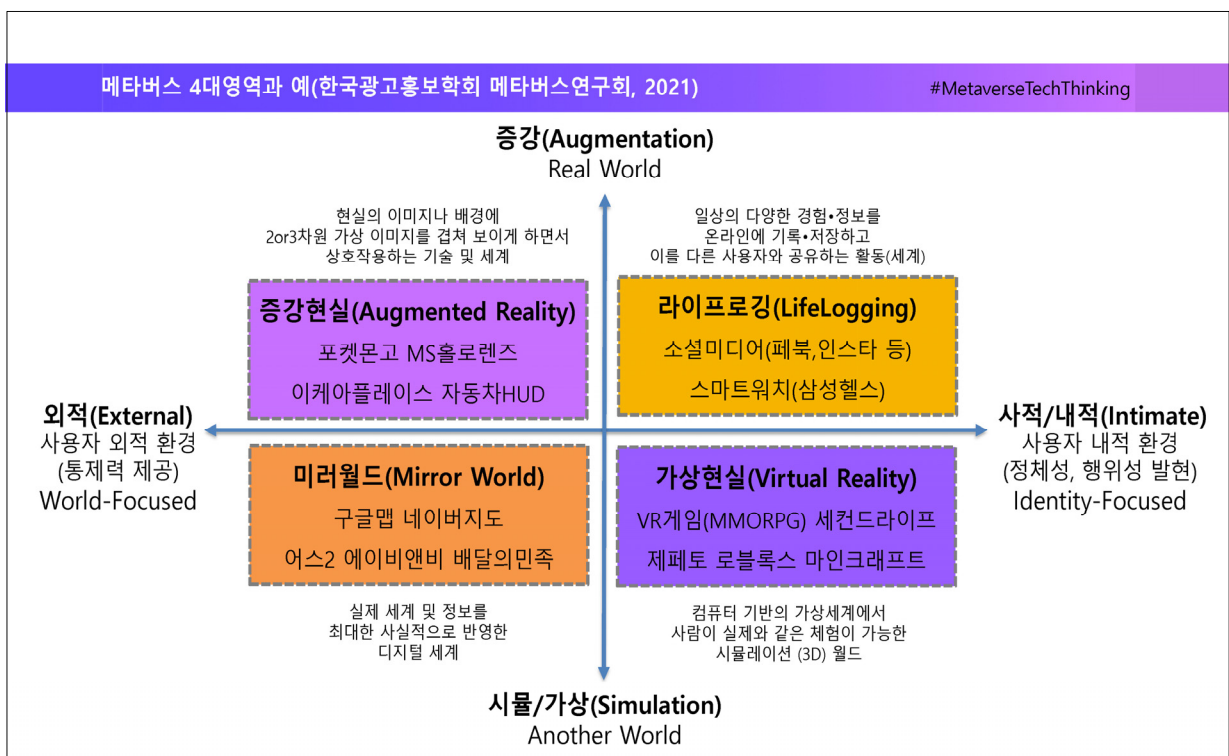 메타버스 4대영역과 예(한국광고홍보학회 메타버스연구회, 2021)
#MetaverseTechThinking
증강(Augmentation)
Real World
현실의 이미지나 배경에
2or3차원 가상 이미지를 겹쳐 보이게 하면서
상호작용하는 기술 및 세계
일상의 다양한 경험•정보를
온라인에 기록•저장하고
이를 다른 사용자와 공유하는 활동(세계)
증강현실(Augmented Reality)
포켓몬고 MS홀로렌즈
이케아플레이스 자동차HUD
라이프로깅(LifeLogging)
소셜미디어(페북,인스타 등)
스마트워치(삼성헬스)
외적(External)
사용자 외적 환경
(통제력 제공)
World-Focused
사적/내적(Intimate)
사용자 내적 환경
(정체성, 행위성 발현)
Identity-Focused
미러월드(Mirror World)
구글맵 네이버지도
어스2 에이비앤비 배달의민족
가상현실(Virtual Reality)
VR게임(MMORPG) 세컨드라이프
제페토 로블록스 마인크래프트
실제 세계 및 정보를
최대한 사실적으로 반영한
디지털 세계
컴퓨터 기반의 가상세계에서
사람이 실제와 같은 체험이 가능한
시뮬레이션 (3D) 월드
시뮬/가상(Simulation)
Another World